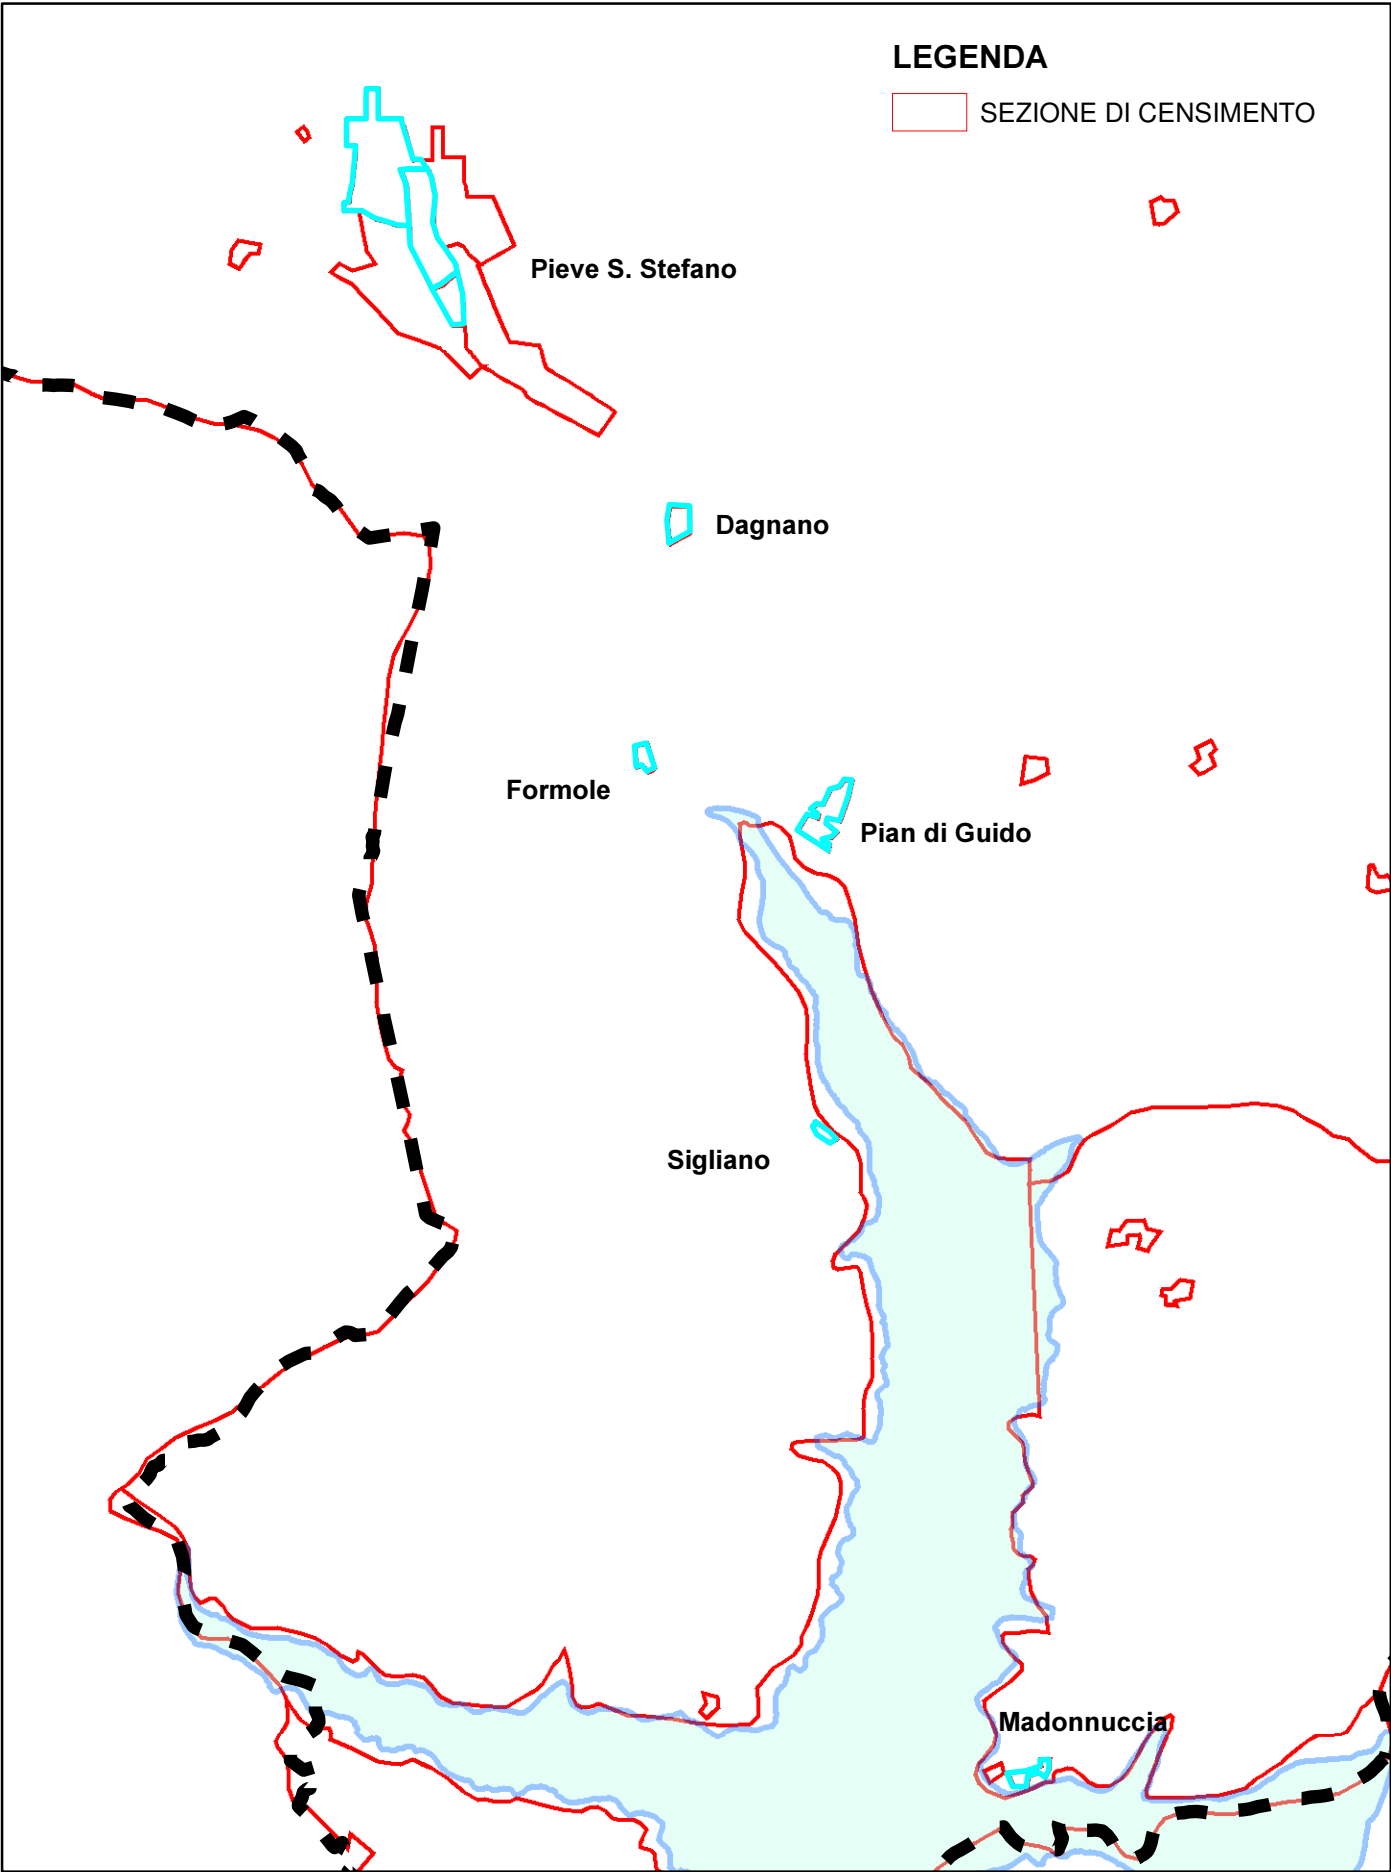 LEGENDA
SEZIONE DI CENSIMENTO
Pieve S. Stefano
Dagnano
Formole
Pian di Guido
Sigliano
Madonnuccia